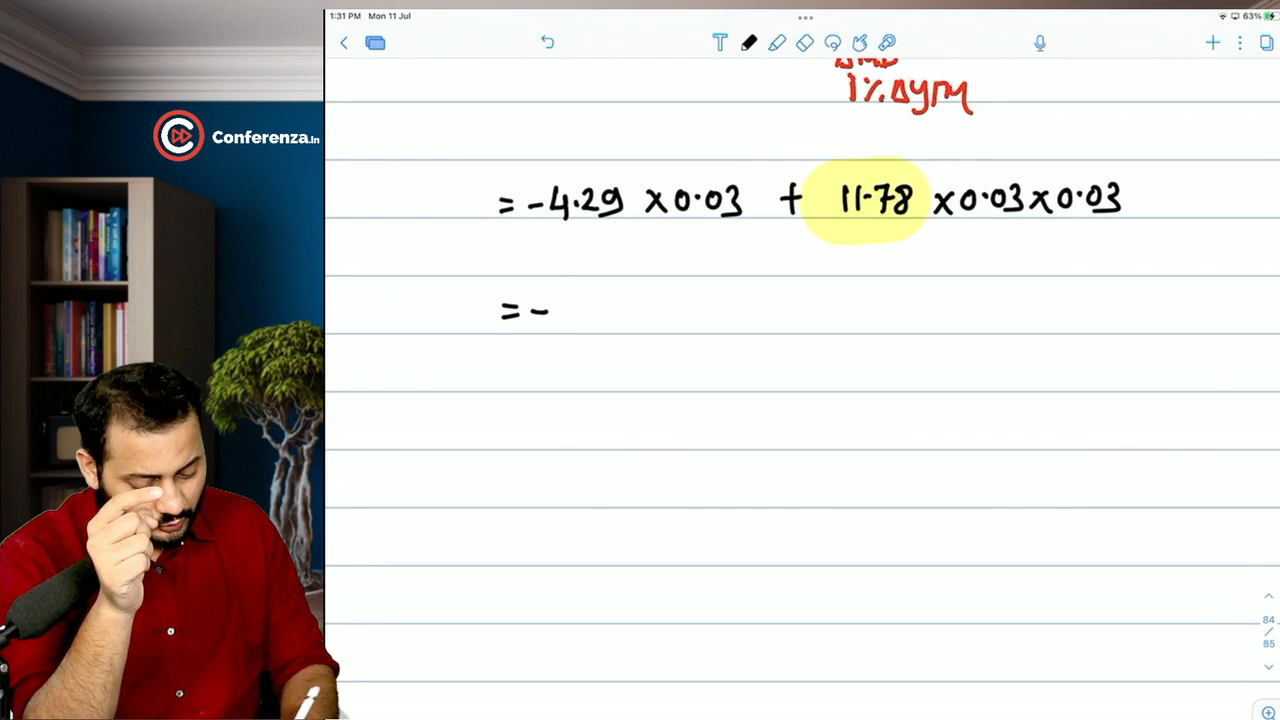 1:31 PM Mon 11 Jul
63%
1% Δ YTM
Conferenza.in
= -4.29 x 0.03 + 11.78 x 0.03 x 0.03
= -
84
/
85